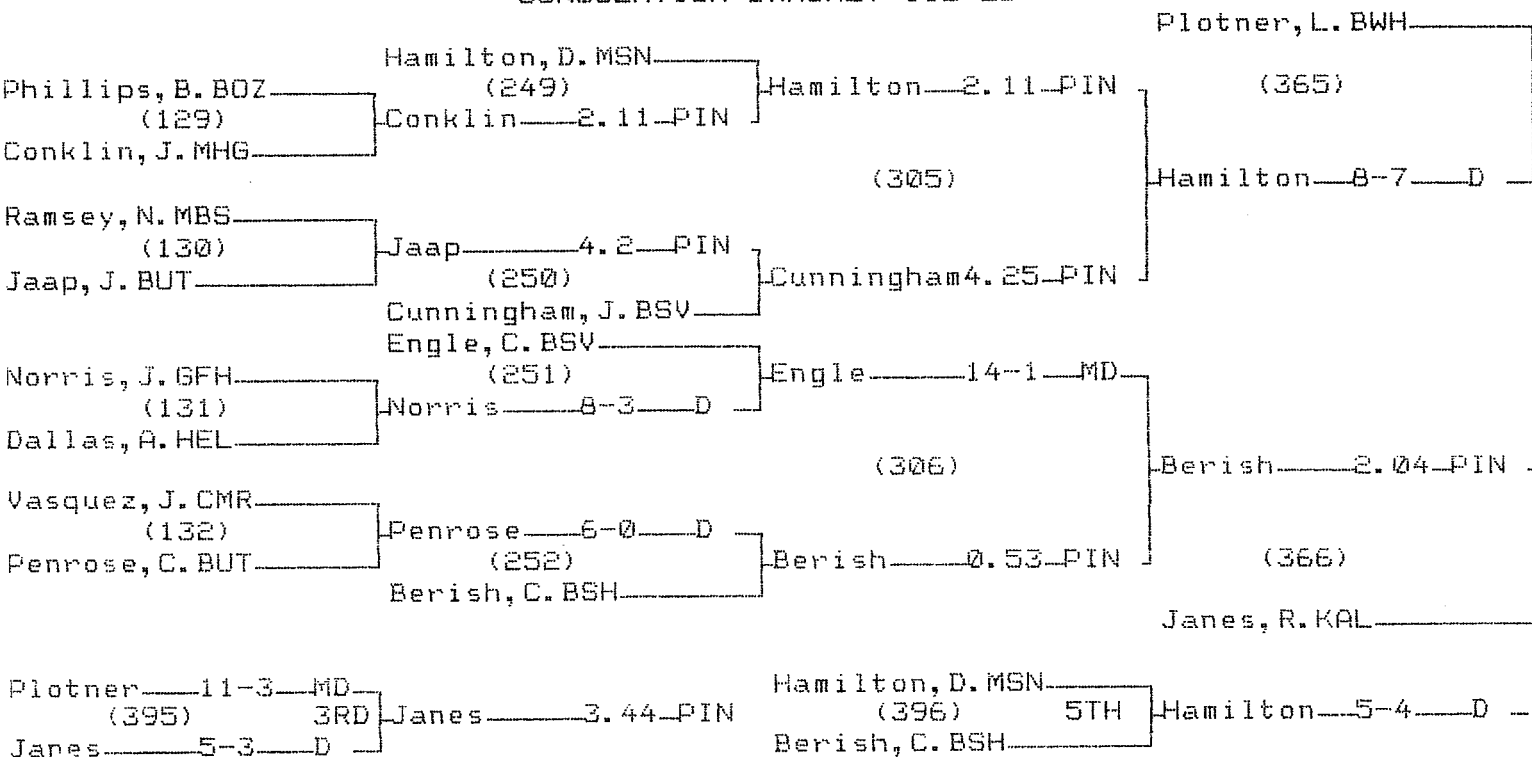 Plotner, L. BWH
Hamilton, D. MSN
Phillips, B. BOZ (249) Hamilton 2.11 PIN (365)
(129) Conklin 2.11 PIN
Conklin, J. MHG
(305) Hamilton 8-7 D
Ramsey, N. MBS
(130) Jaap 4.2 PIN
Jaap, J. BUT (250) Cunningham 4.25 PIN
Cunningham, J. BSV
Engle, C. BSV
Norris, J. GFH (251) Engle 14-1 MD
(131) Norris 8-3 D
Dallas, A. HEL
(306) Berish 2.04 PIN
Vasquez, J. CMR
(132) Penrose 6-0 D
Penrose, C. BUT (252) Berish 0.53 PIN (366)
Berish, C. BSH
Janes, R. KAL
Plotner 11-3 MD Hamilton, D. MSN
(395) 3RD Janes 3.44 PIN (396) 5TH Hamilton 5-4 D
Janes 5-3 D Berish, C. BSH